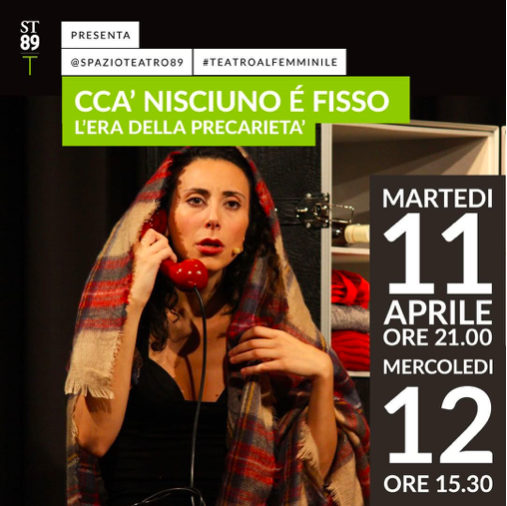 ST
89
T
PRESENTA
@SPAZIOTEATRO89 #TEATROALFEMMINILE
CCA' NISCIUNO É FISSO
L'ERA DELLA PRECARIETA'
MARTEDI
11
APRILE
ORE 21.00
MERCOLEDI
12
ORE 15.30